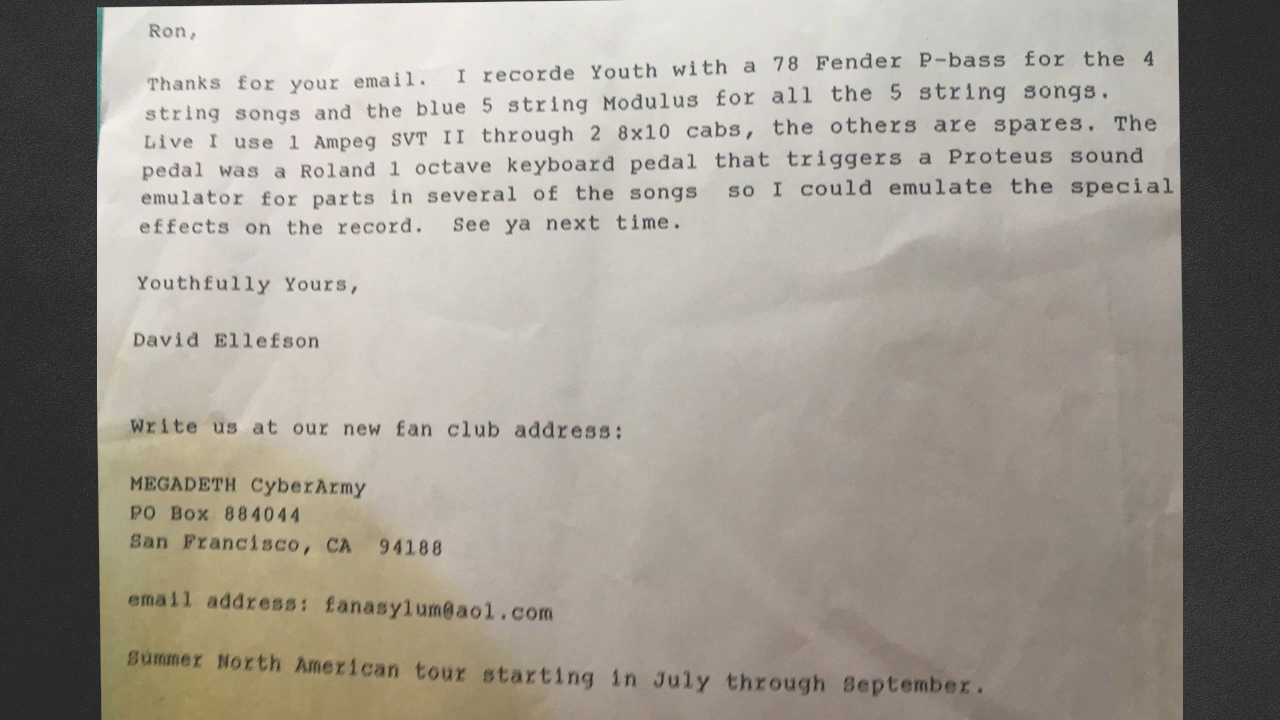 Ron,
Thanks for your email.  I recorde Youth with a 78 Fender P-bass for the 4
string songs and the blue 5 string Modulus for all the 5 string songs.
Live I use 1 Ampeg SVT II through 2 8x10 cabs, the others are spares. The
pedal was a Roland 1 octave keyboard pedal that triggers a Proteus sound
emulator for parts in several of the songs  so I could emulate the special
effects on the record.  See ya next time.
Youthfully Yours,
David Ellefson
Write us at our new fan club address:
MEGADETH CyberArmy
PO Box 884044
San Francisco, CA  94188
email address: fanasylum@aol.com
Summer North American tour starting in July through September.